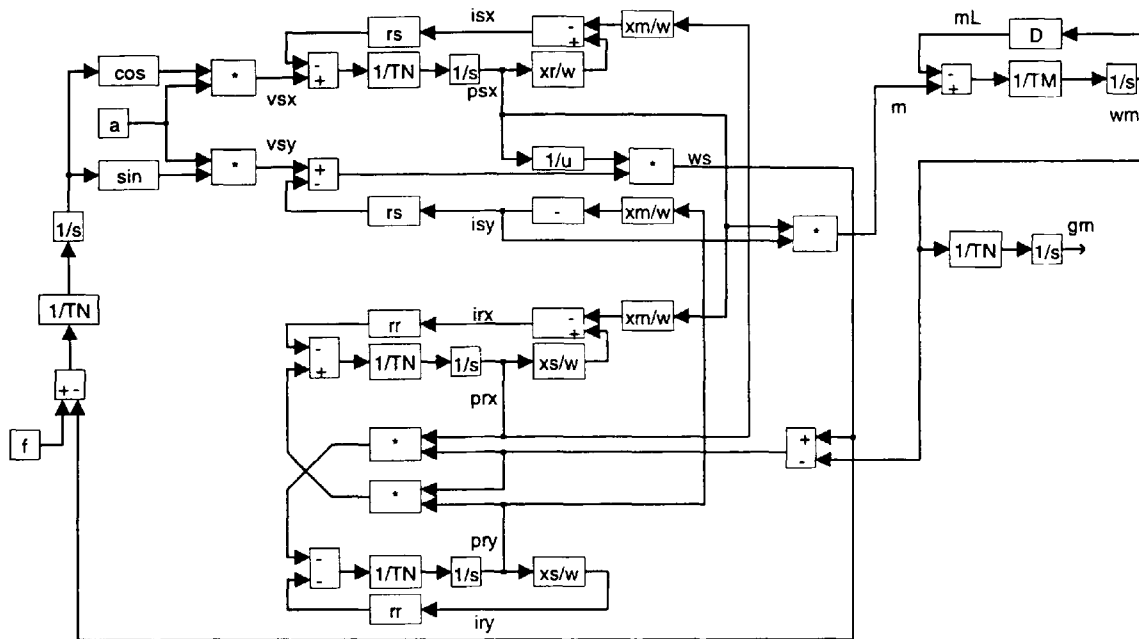 isx
rs
-
+
xm/w
cos
*
vsx
-
+
1/TN
1/s
psx
xr/w
a
sin
*
vsy
+
-
1/u
*
ws
rs
isy
-
xm/w
*
m
mL
D
-
+
1/TM
1/s
wm
1/TN
1/s
gm
1/s
1/TN
+ -
f
irx
rr
-
+
xm/w
-
+
1/TN
1/s
xs/w
prx
*
*
+
-
pry
-
-
1/TN
1/s
xs/w
rr
iry